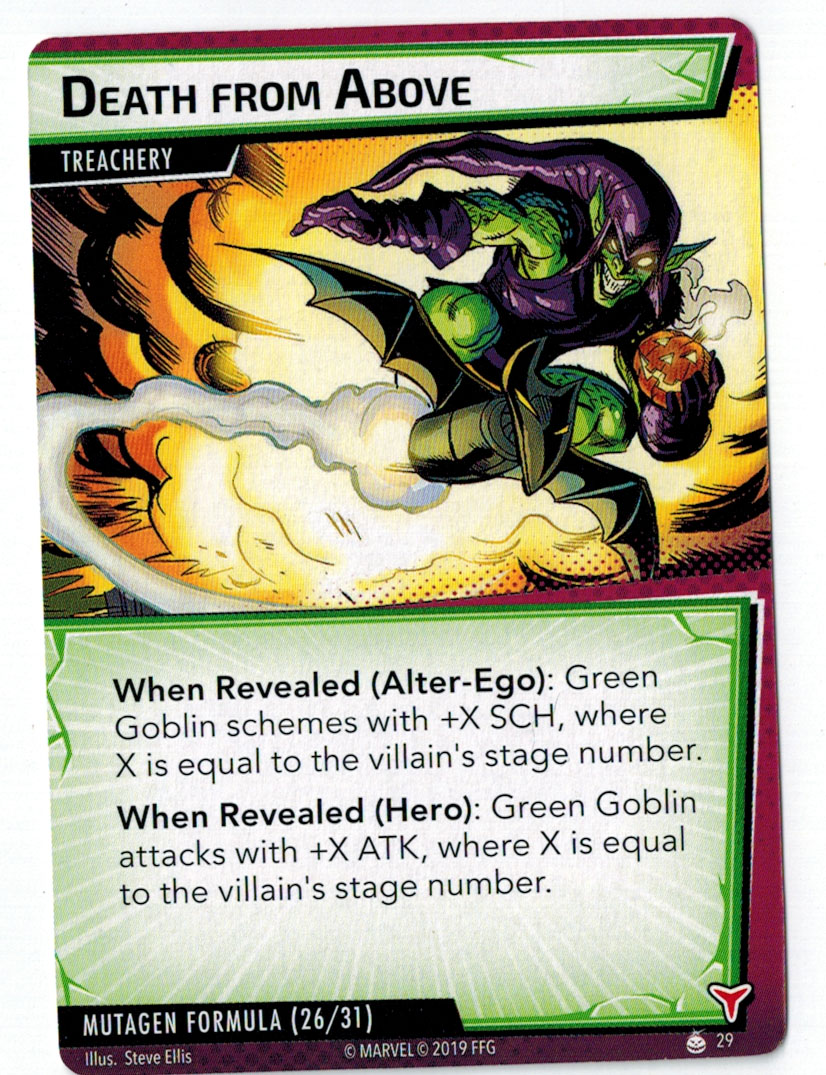 DEATH FROM ABOVE
TREACHERY
When Revealed (Alter-Ego): Green
Goblin schemes with +X SCH, where
X is equal to the villain's stage number.
When Revealed (Hero): Green Goblin
attacks with +X ATK, where X is equal
to the villain's stage number.
MUTAGEN FORMULA (26/31)
Illus. Steve Ellis
© MARVEL © 2019 FFG
29